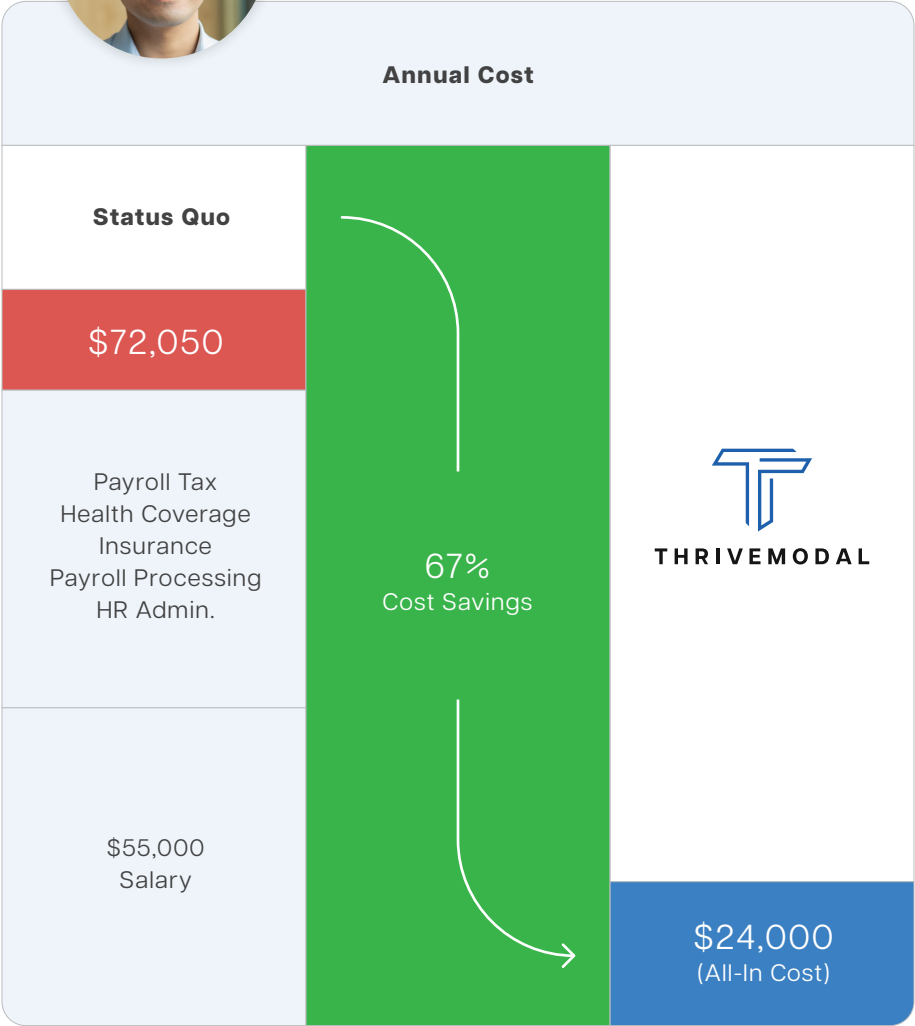 Annual Cost
Status Quo
$72,050
Payroll Tax
Health Coverage
Insurance
Payroll Processing
HR Admin.
$55,000
Salary
67%
Cost Savings
THRIVEMODAL
$24,000
(All-In Cost)